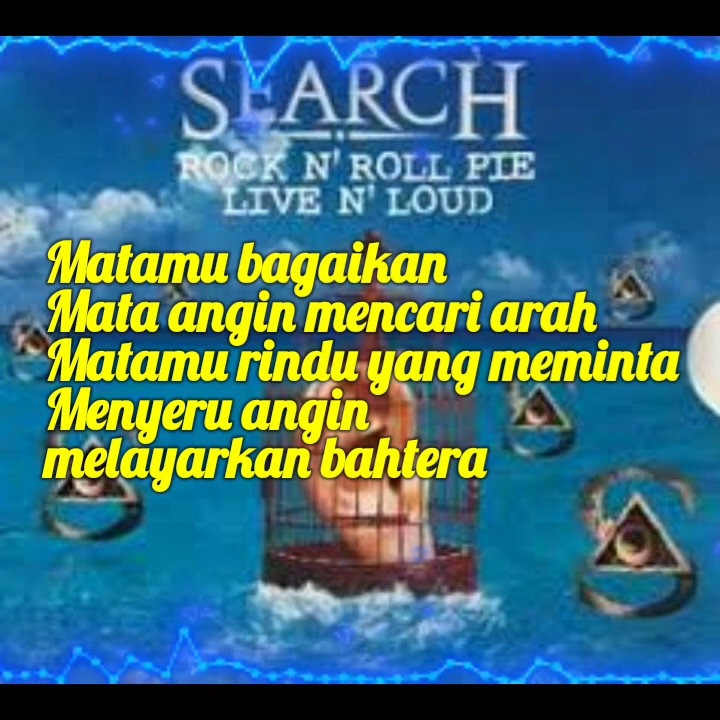 SEARCH
ROCK N' ROLL PIE
LIVE N' LOUD
Matamu bagaikan
Mata angin mencari arah
Matamu rindu yang meminta
Menyeru angin
melayarkan bahtera